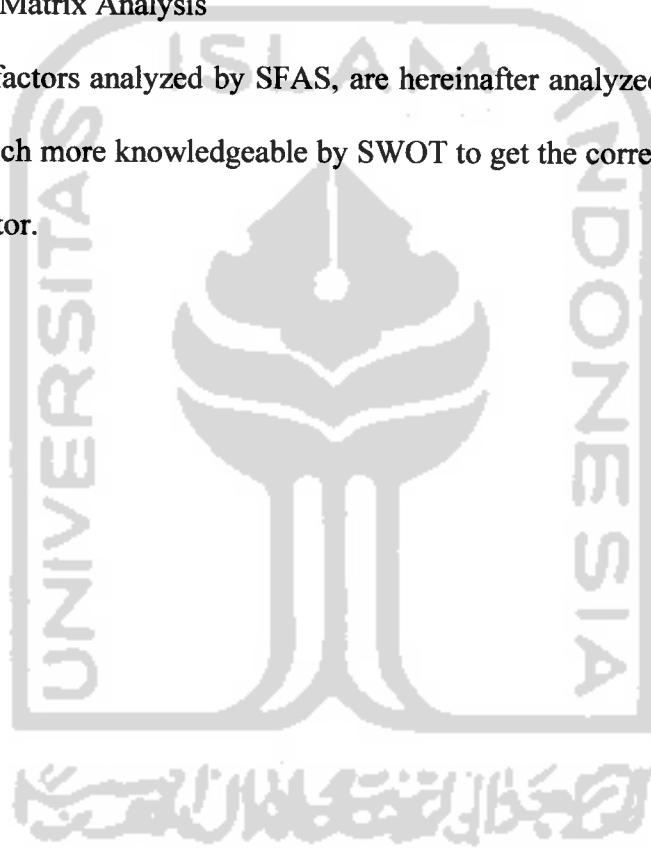 Matrix Analysis
factors analyzed by SFAS, are hereinafter analyzed
ch more knowledgeable by SWOT to get the corre
tor.
ISLAM
UNIVERSITAS
INDONESIA